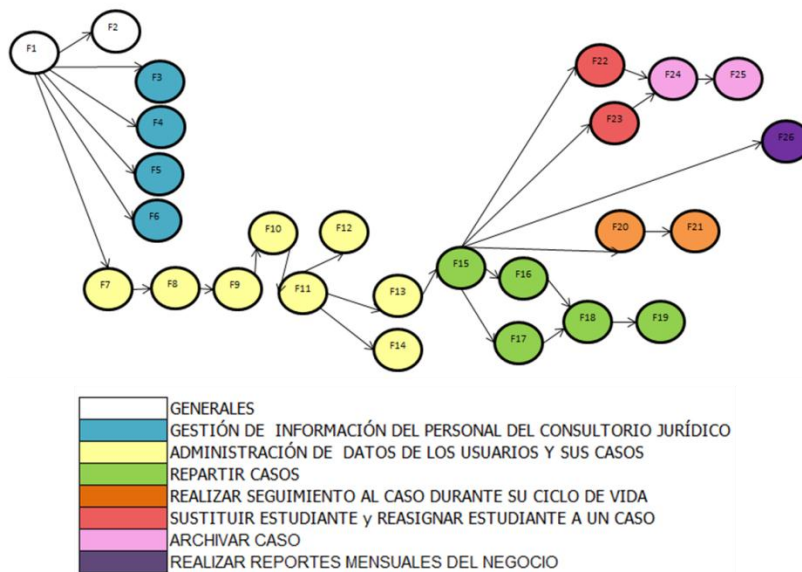 F1
F2
F3
F4
F5
F6
F7
F8
F9
F10
F11
F12
F13
F14
F15
F16
F17
F18
F19
F20
F21
F22
F23
F24
F25
F26
GENERALES
GESTIÓN DE INFORMACIÓN DEL PERSONAL DEL CONSULTORIO JURÍDICO
ADMINISTRACIÓN DE DATOS DE LOS USUARIOS Y SUS CASOS
REPARTIR CASOS
REALIZAR SEGUIMIENTO AL CASO DURANTE SU CICLO DE VIDA
SUSTITUIR ESTUDIANTE y REASIGNAR ESTUDIANTE A UN CASO
ARCHIVAR CASO
REALIZAR REPORTES MENSUALES DEL NEGOCIO